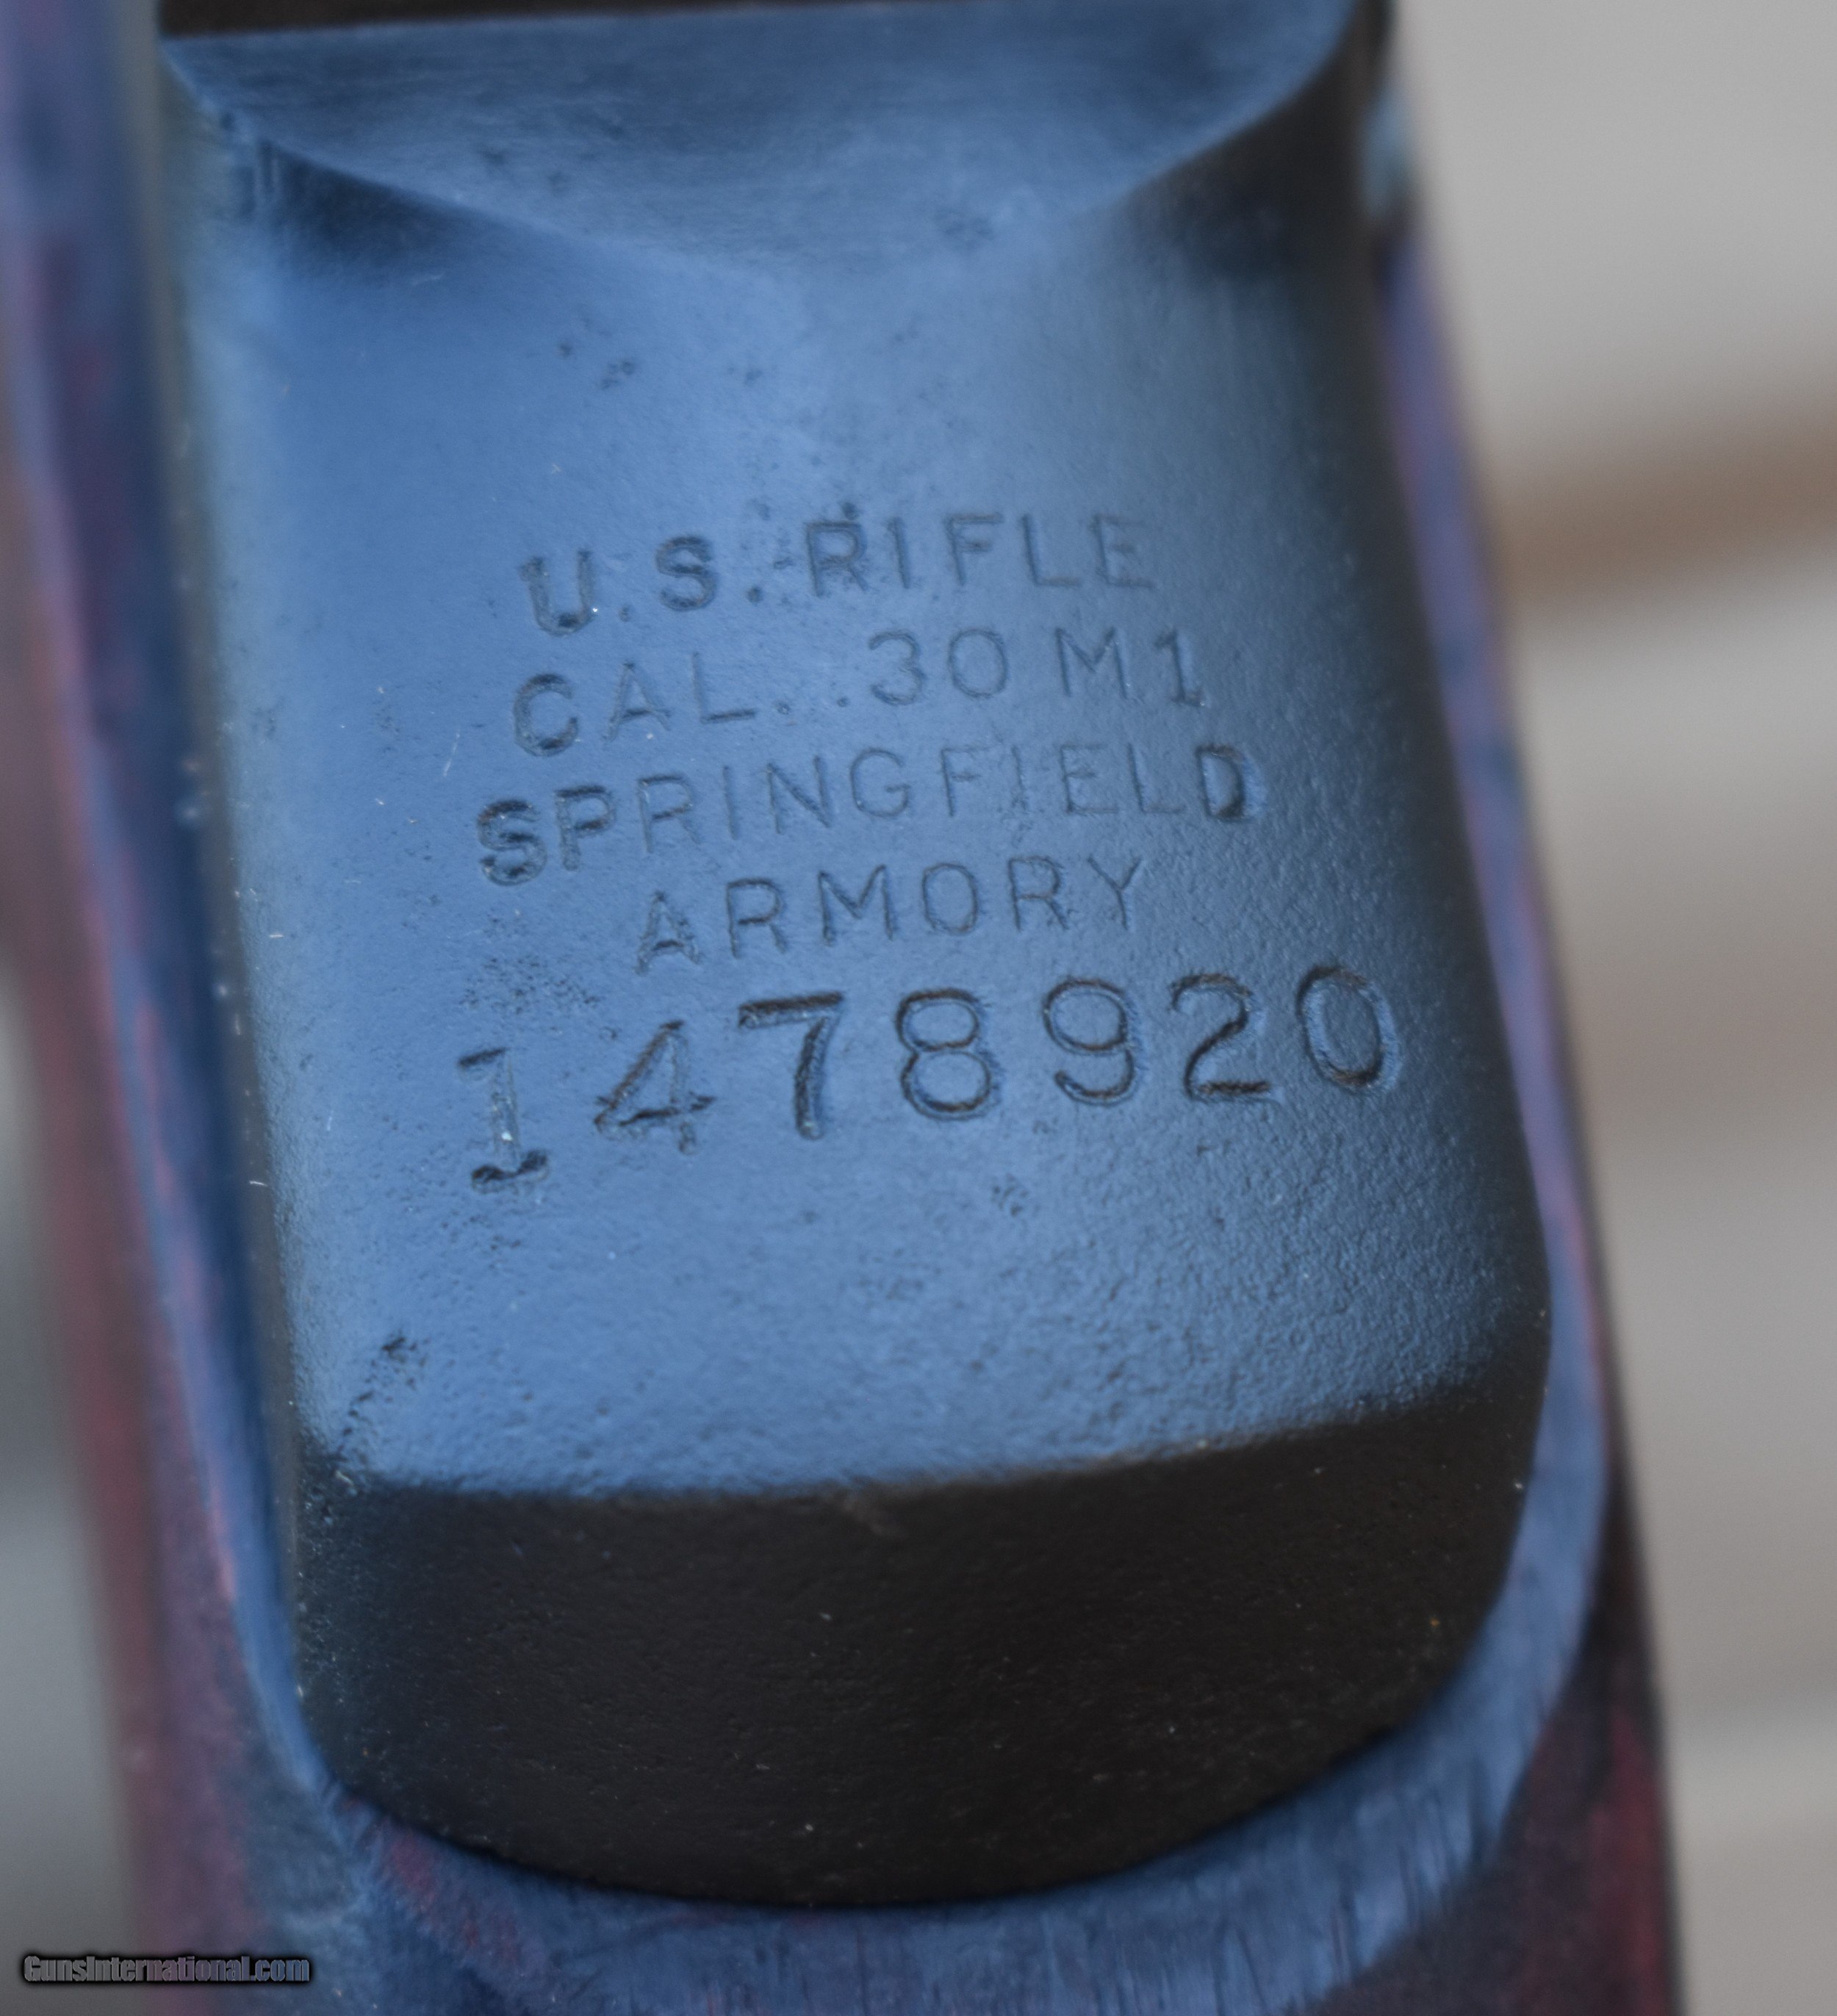 U.S. RIFLE
CAL. .30 M1
SPRINGFIELD
ARMORY
1478920
GunsInternational.com